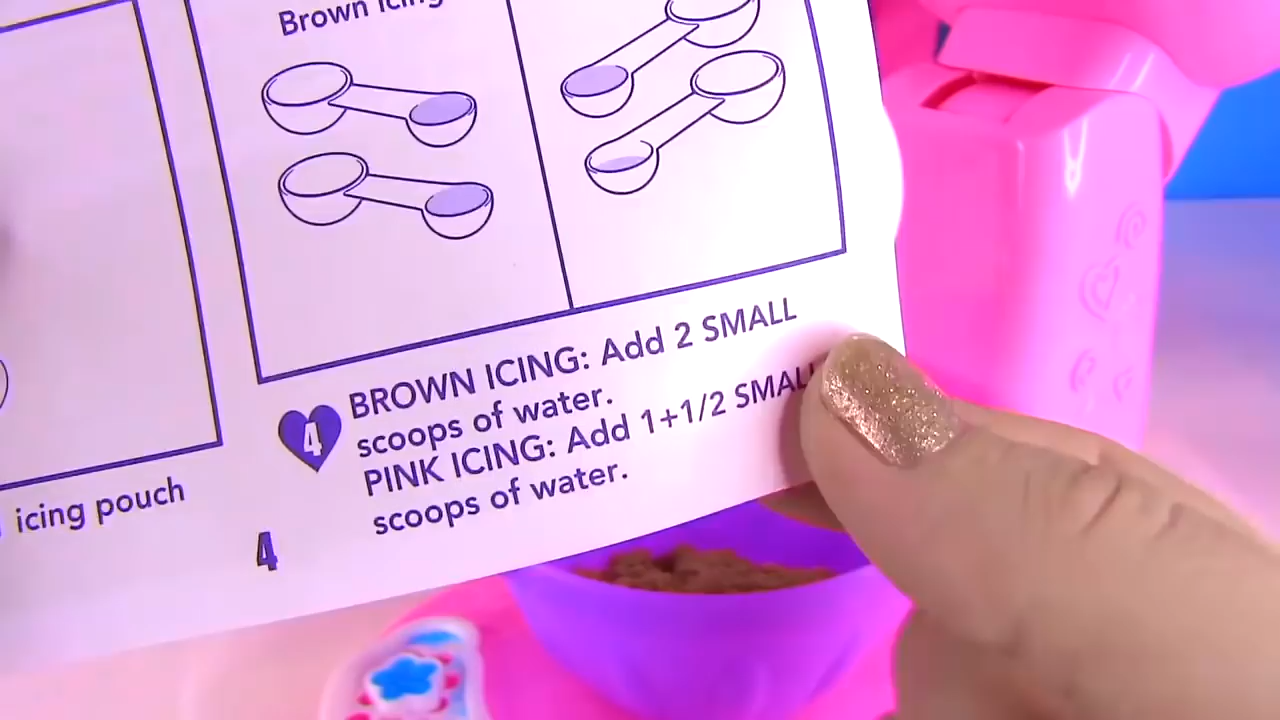 Brown Icing
BROWN ICING: Add 2 SMALL
scoops of water.
PINK ICING: Add 1+1/2 SMALL
scoops of water.
4
icing pouch
4